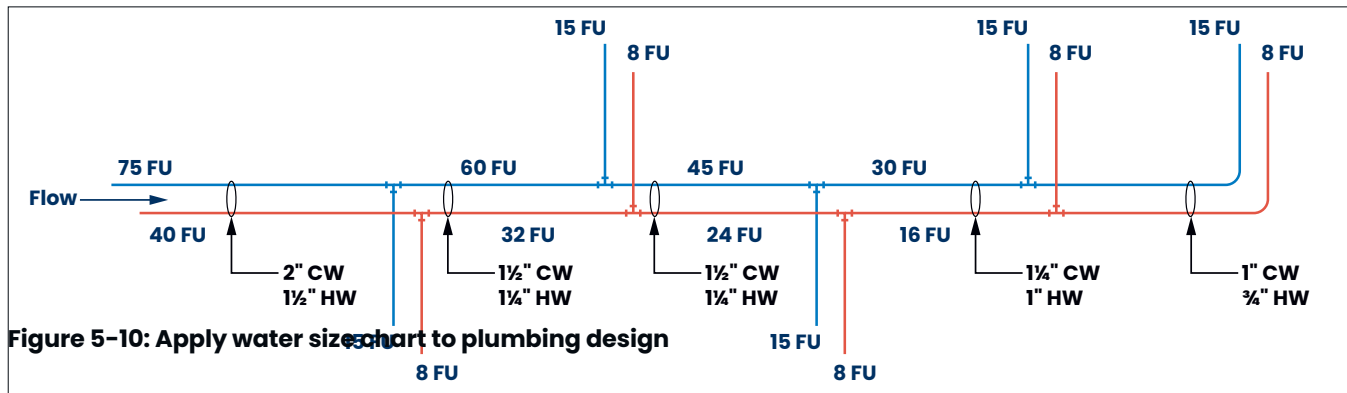 15 FU
15 FU
15 FU
8 FU
8 FU
8 FU
75 FU
60 FU
45 FU
30 FU
Flow
40 FU
32 FU
24 FU
16 FU
2" CW
1½" HW
1½" CW
1¼" HW
1½" CW
1¼" HW
1¼" CW
1" HW
1" CW
¾" HW
Figure 5-10: Apply water size chart to plumbing design
15 FU
15 FU
8 FU
8 FU